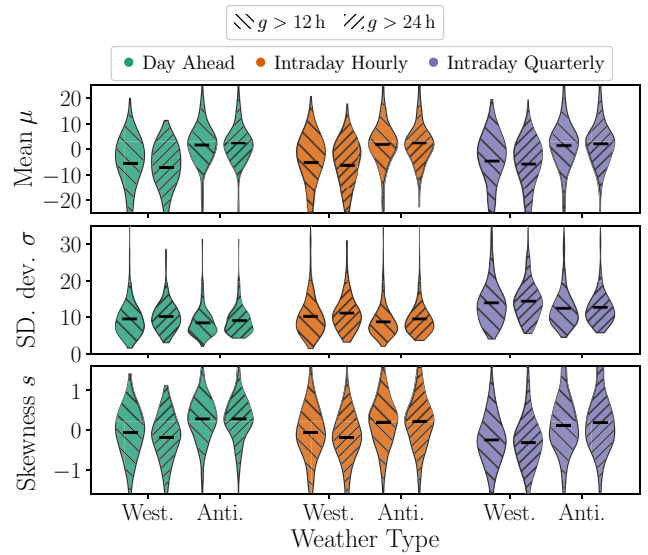 g > 12 h g > 24 h
Day Ahead Intraday Hourly Intraday Quarterly
Mean μ
20
10
0
−10
−20
SD. dev. σ
30
20
10
0
Skewness s
1
0
−1
West. Anti. West. Anti. West. Anti.
Weather Type